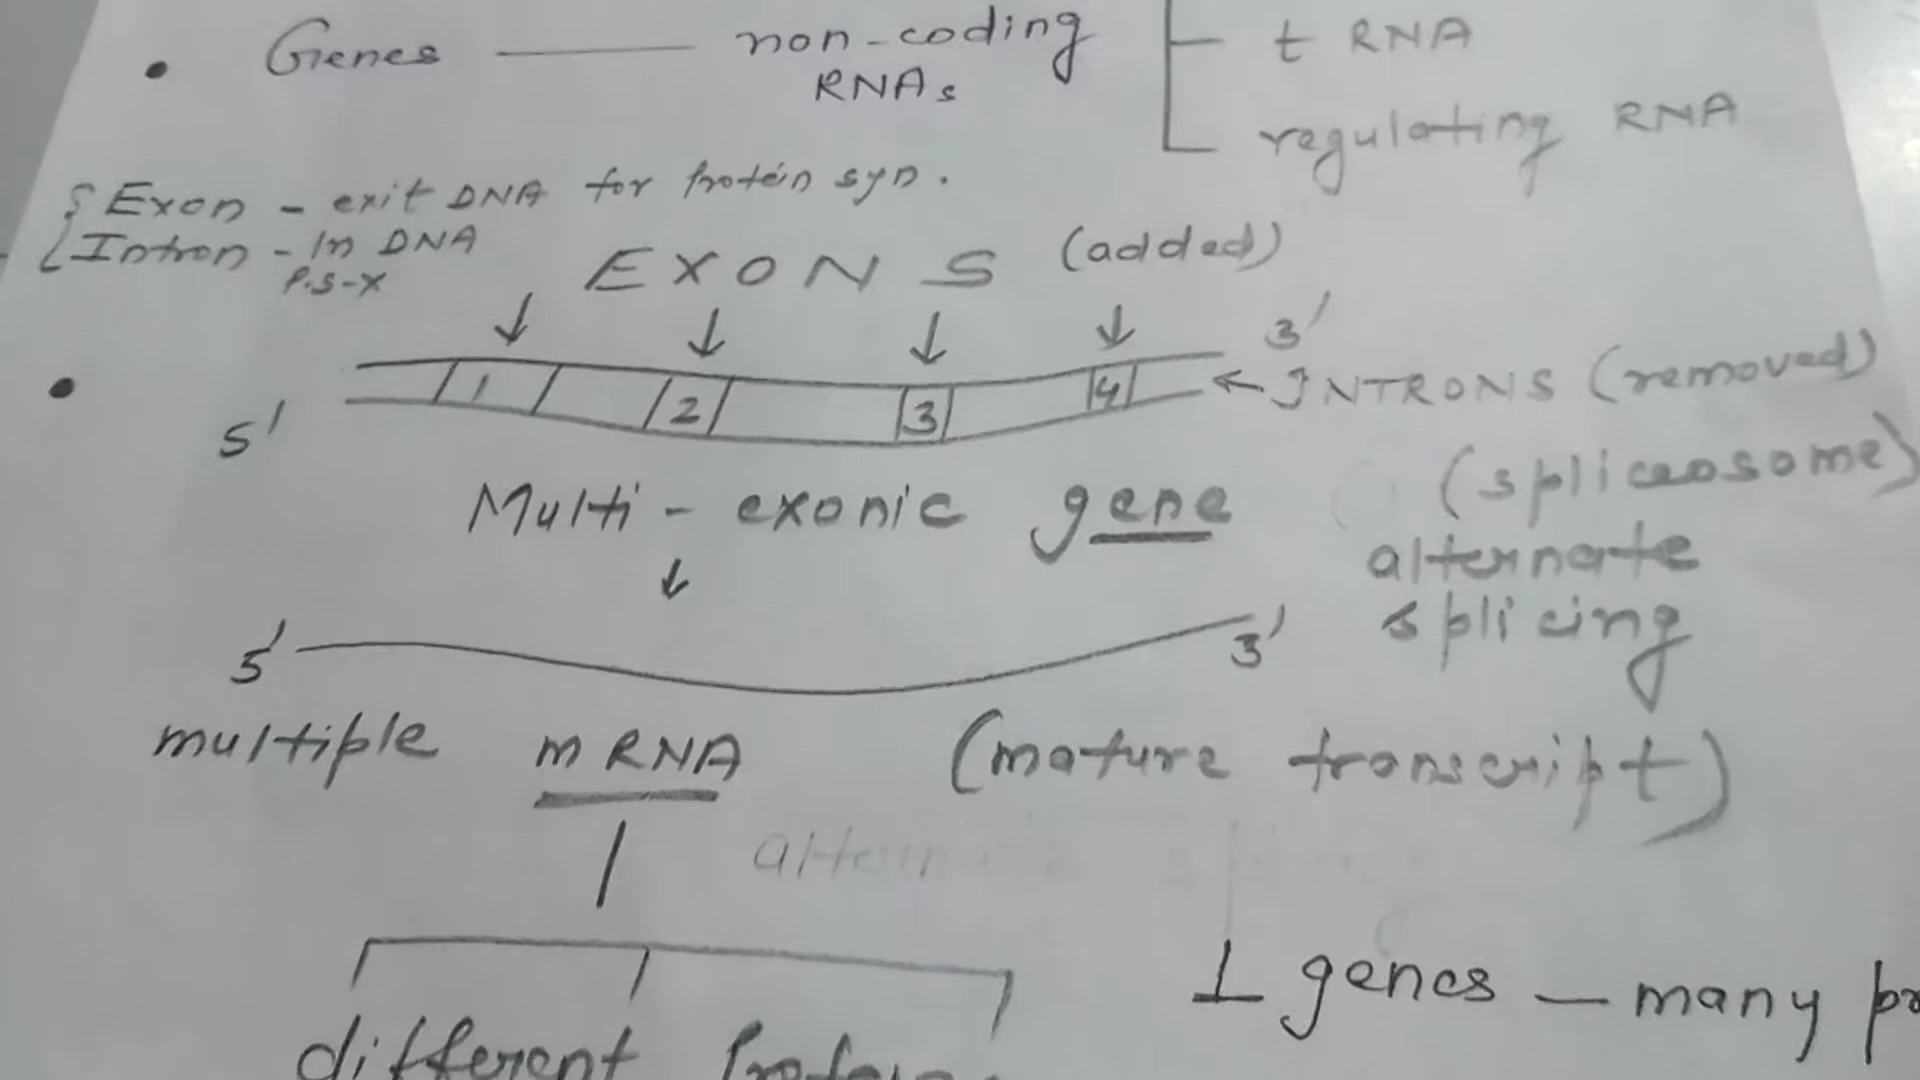 • Genes — non-coding RNAs
t RNA
regulating RNA
Exon - exit DNA for protein syn.
Intron - In DNA
P.S-X
EXONS (added)
1 2 3 4
5' 3'
← INTRONS (removed)
(spliceosome)
alternate
splicing
Multi - exonic gene
↓
5' 3'
multiple mRNA (mature transcript)
1 genes — many
different